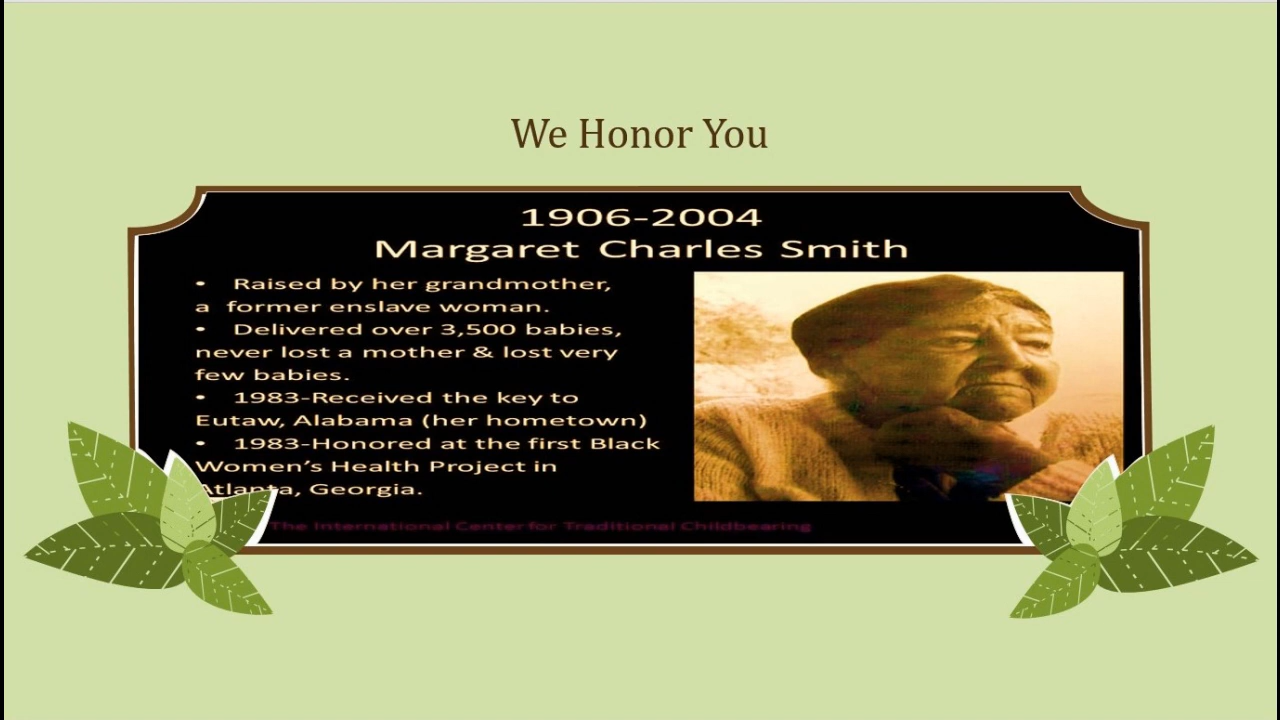 We Honor You
1906-2004
Margaret Charles Smith
• Raised by her grandmother,
a former enslave woman.
• Delivered over 3,500 babies,
never lost a mother & lost very
few babies.
• 1983-Received the key to
Eutaw, Alabama (her hometown)
• 1983-Honored at the first Black
Women's Health Project in
Atlanta, Georgia.
The International Center for Traditional Childbearing